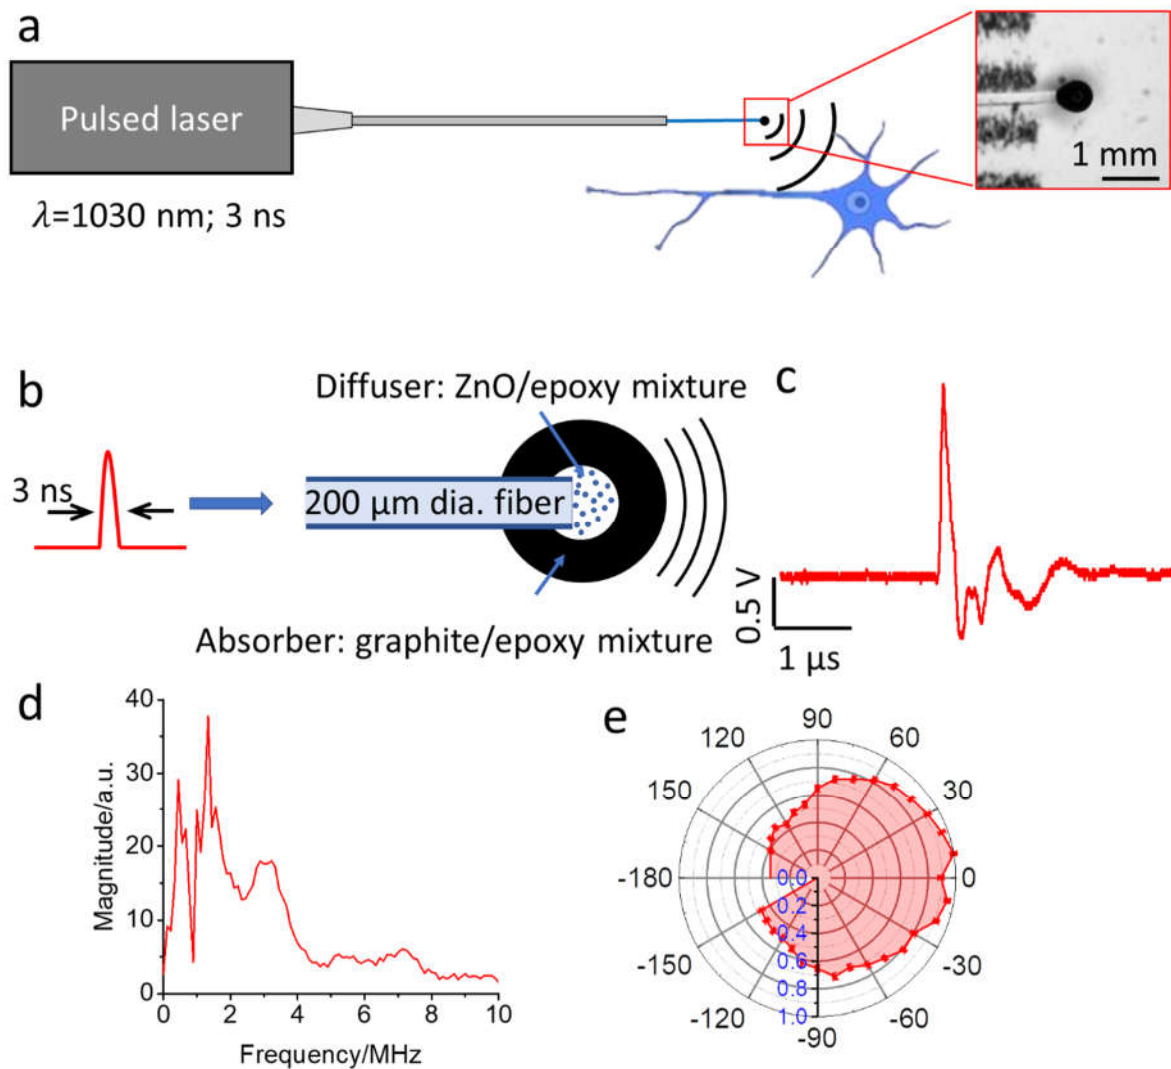 a
Pulsed laser
λ=1030 nm; 3 ns
1 mm
b
Diffuser: ZnO/epoxy mixture
3 ns
200 μm dia. fiber
Absorber: graphite/epoxy mixture
c
0.5 V
1 μs
d
40
30
20
10
0
Magnitude/a.u.
0 2 4 6 8 10
Frequency/MHz
e
90
120 60
150 30
-180 0
-150 -30
-120 -60
-90
0.0
0.2
0.4
0.6
0.8
1.0